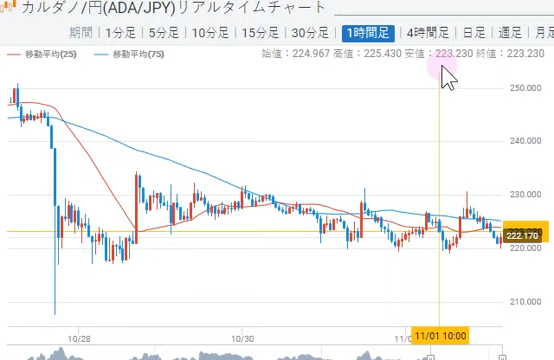 カルダノ/円(ADA/JPY)リアルタイムチャート
期間 | 1分足 | 5分足 | 10分足 | 15分足 | 30分足 | 1時間足 | 4時間足 | 日足 | 週足 | 月足
移動平均(25) 移動平均(75) 始値：224.967 高値：225.430 安値：223.230 終値：223.230
250.000
240.000
230.000
222.170
220.000
210.000
10/28 10/30 11/01 10:00